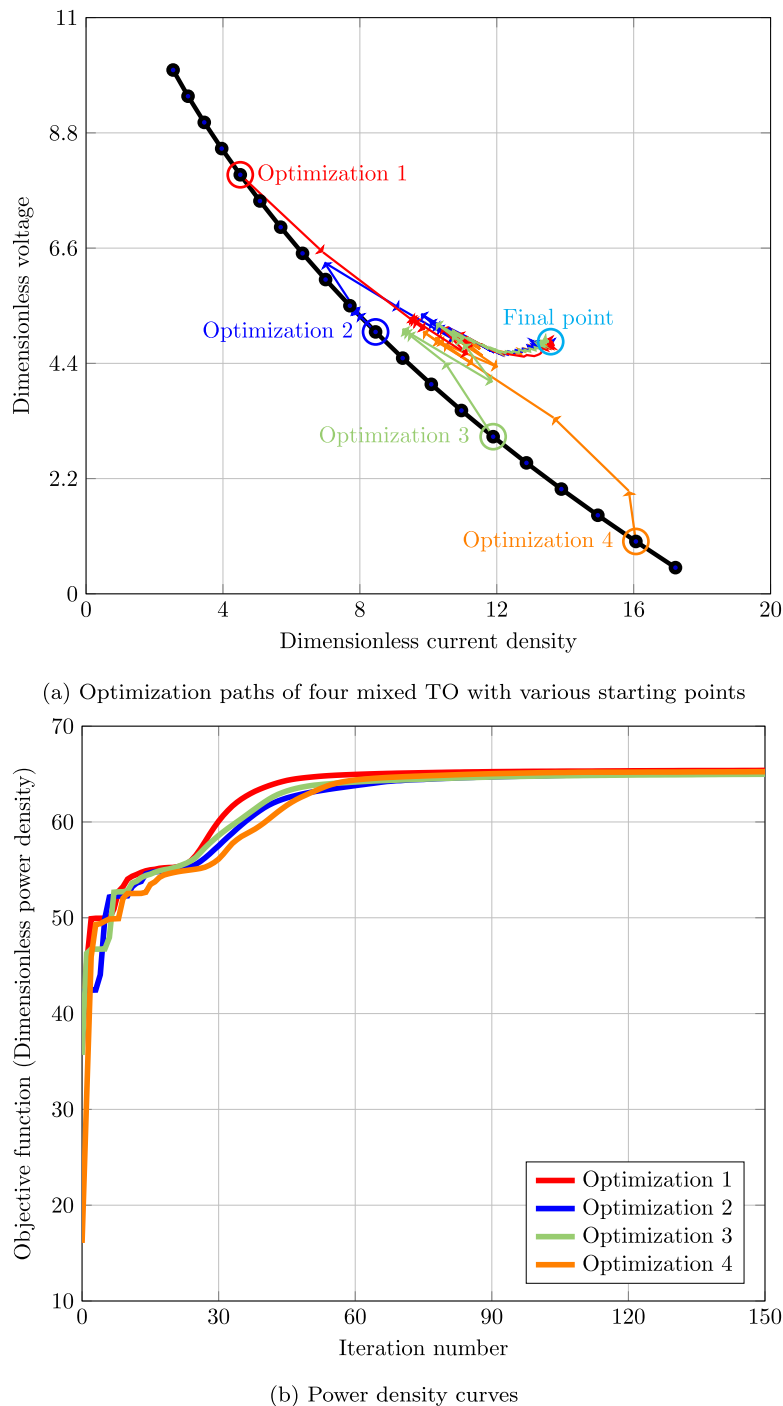 11
8.8
6.6
4.4
2.2
0
Dimensionless voltage
Optimization 1
Optimization 2
Final point
Optimization 3
Optimization 4
0 4 8 12 16 20
Dimensionless current density
(a) Optimization paths of four mixed TO with various starting points
70
60
50
40
30
20
10
Objective function (Dimensionless power density)
Optimization 1
Optimization 2
Optimization 3
Optimization 4
0 30 60 90 120 150
Iteration number
(b) Power density curves